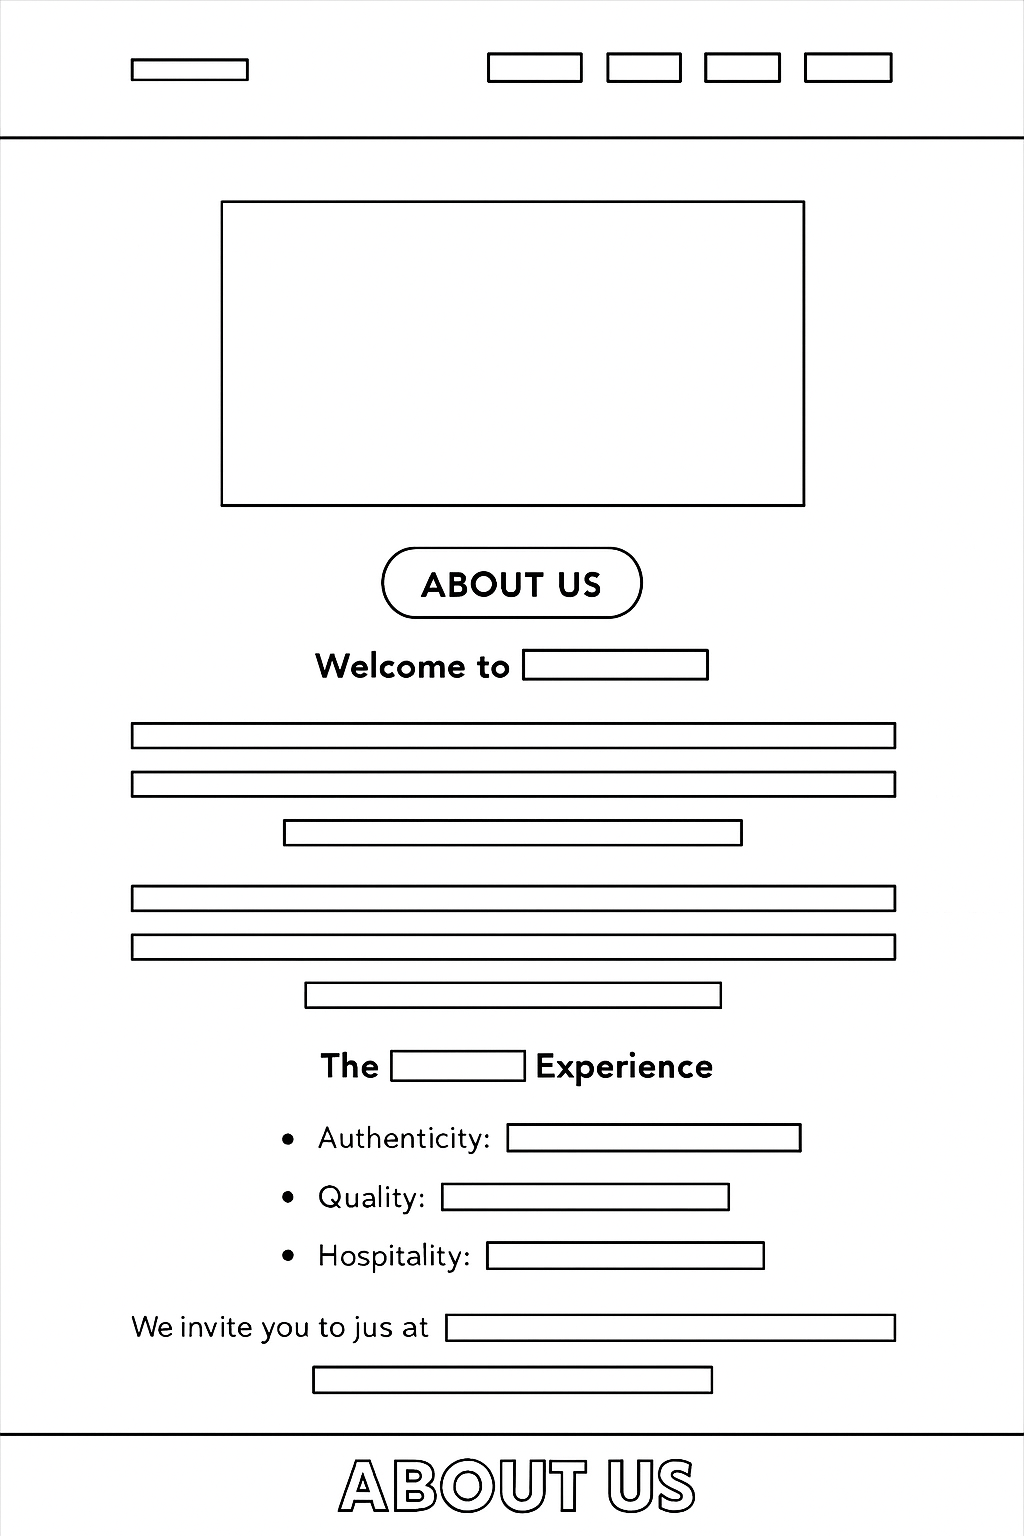 ABOUT US
Welcome to
The Experience
Authenticity:
Quality:
Hospitality:
We invite you to jus at
ABOUT US